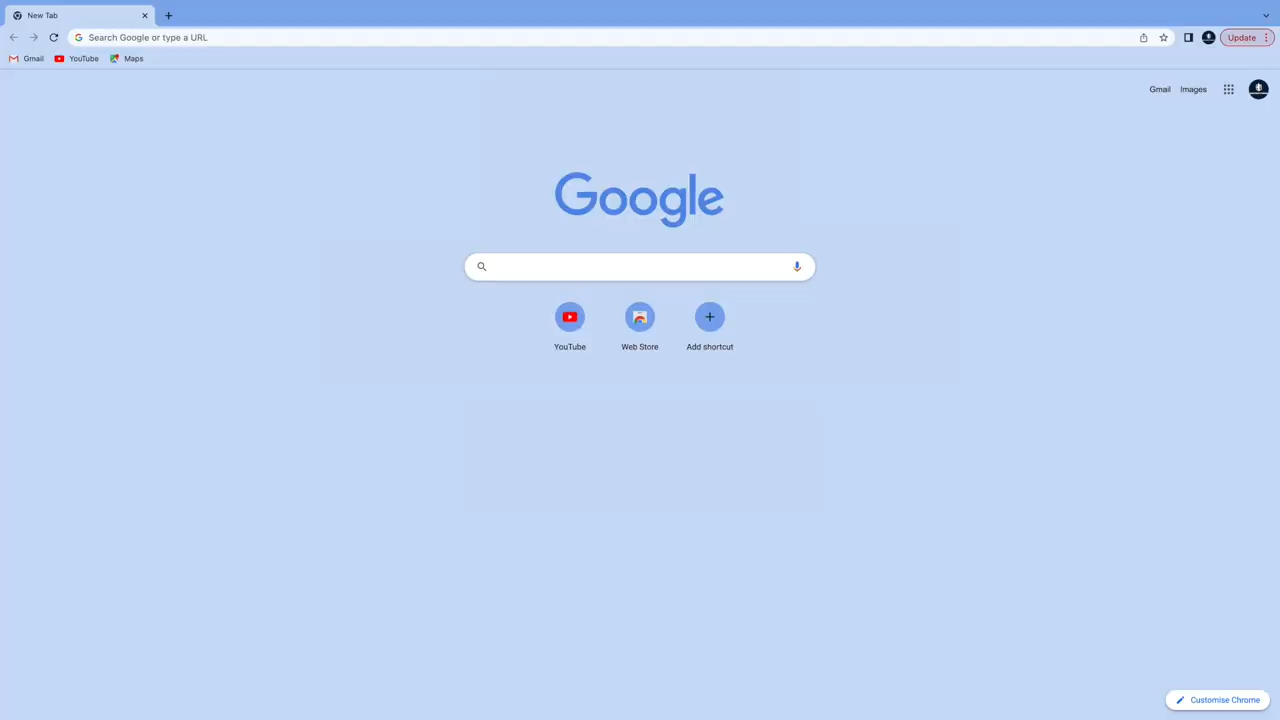 New Tab
Search Google or type a URL
Update
Gmail
YouTube
Maps
Gmail
Images
Google
YouTube
Web Store
Add shortcut
Customise Chrome